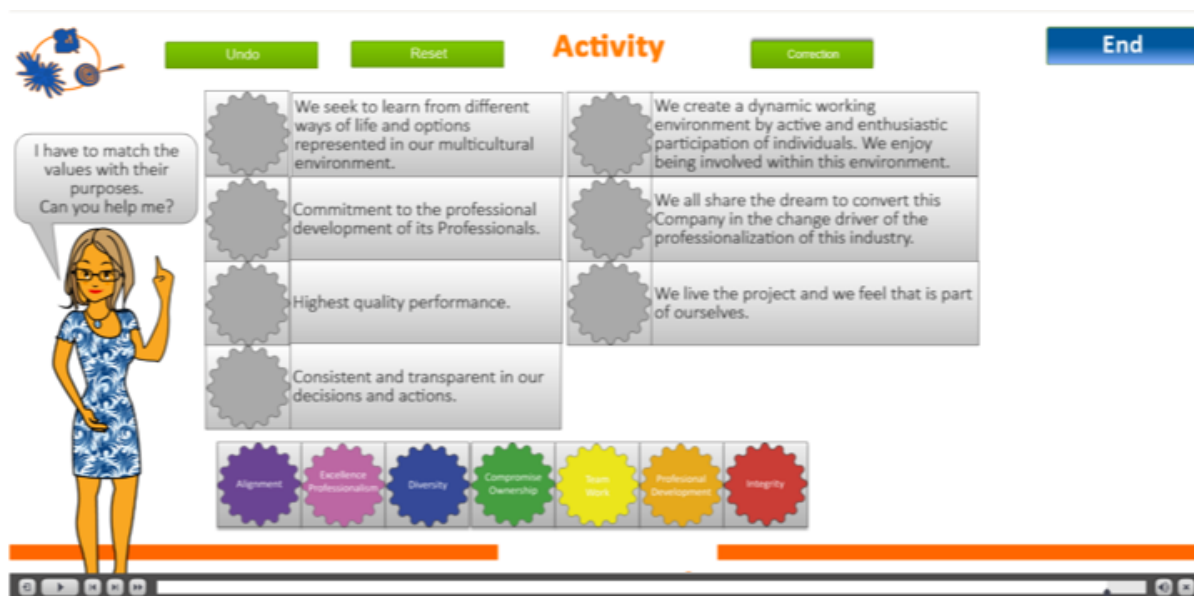 Undo
Reset
Activity
Correction
End
I have to match the
values with their
purposes.
Can you help me?
We seek to learn from different
ways of life and options
represented in our multicultural
environment.
Commitment to the professional
development of its Professionals.
Highest quality performance.
Consistent and transparent in our
decisions and actions.
We create a dynamic working
environment by active and enthusiastic
participation of individuals. We enjoy
being involved within this environment.
We all share the dream to convert this
Company in the change driver of the
professionalization of this industry.
We live the project and we feel that is part
of ourselves.
Alignment
Excellence
Professionalism
Diversity
Compromise
Ownership
Team
Work
Profesional
Development
Integrity